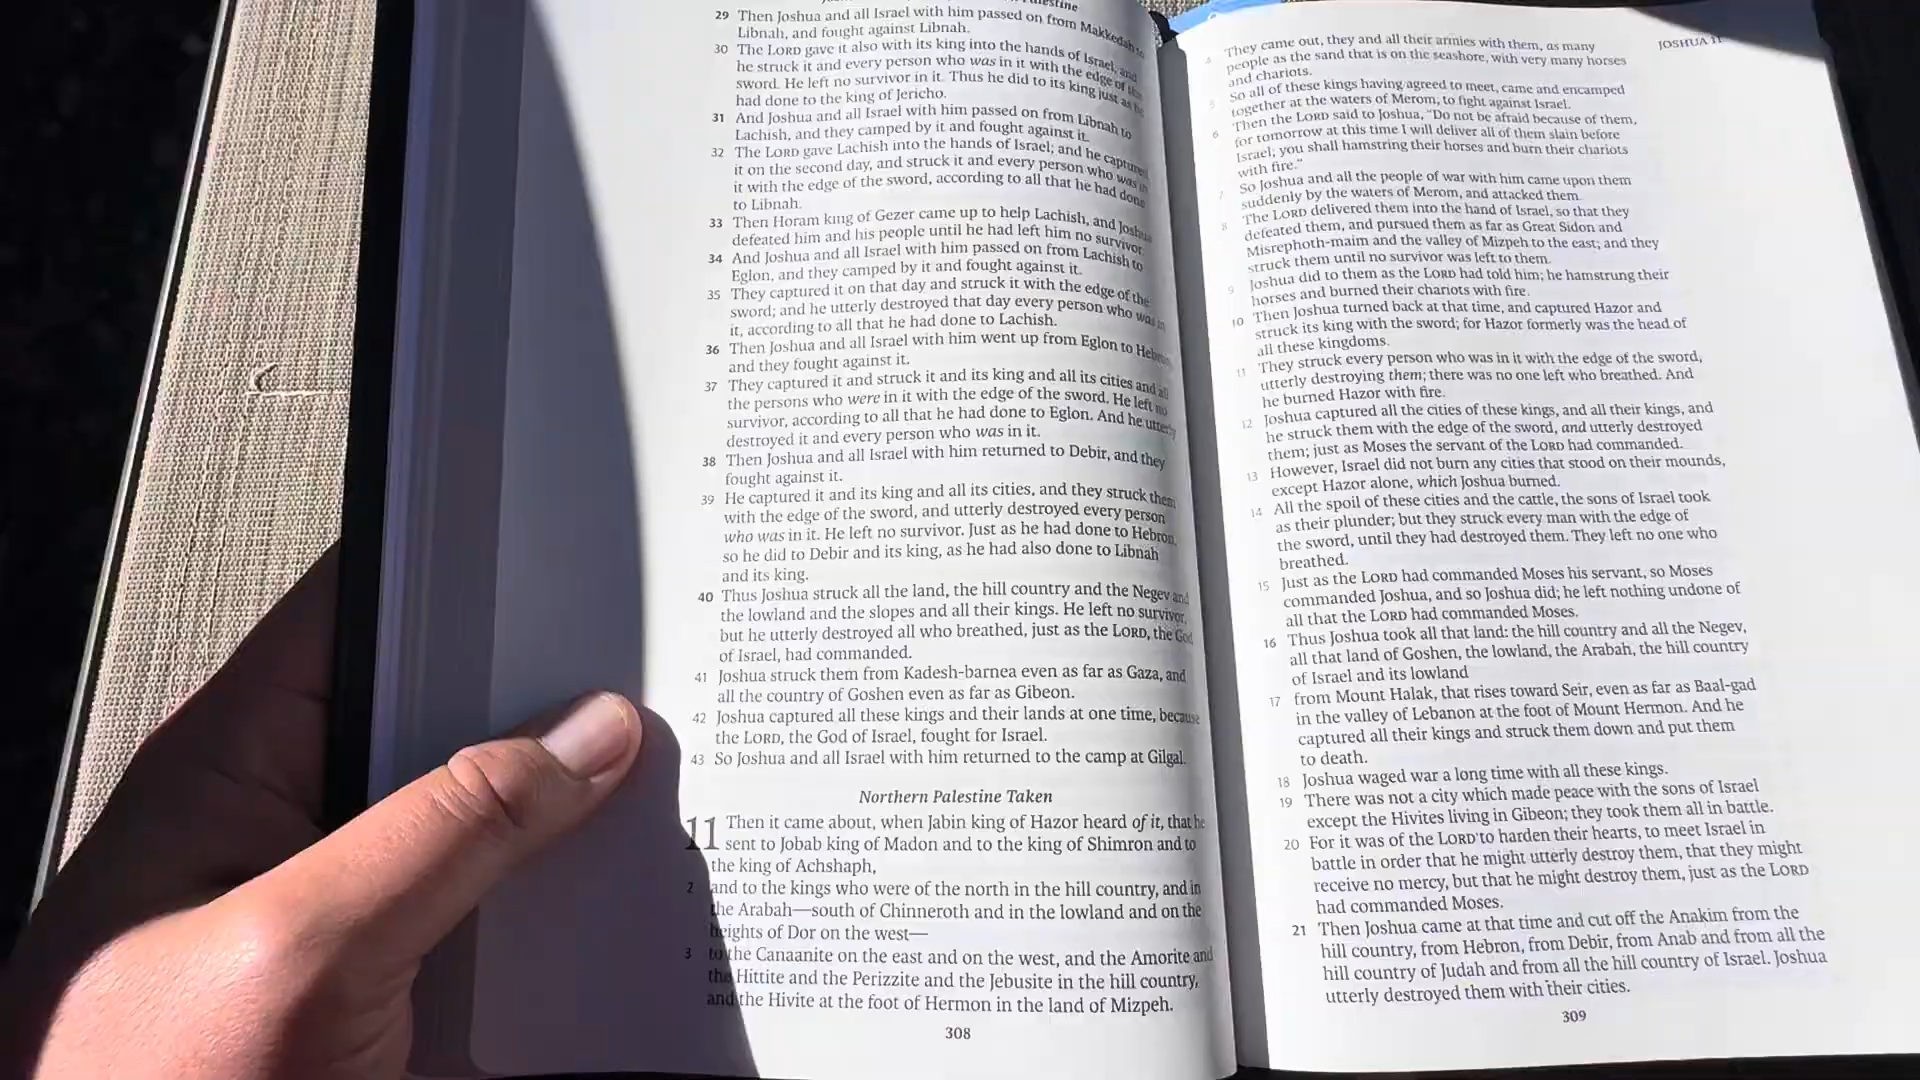 29 Then Joshua and all Israel with him passed on from Makkedah to
Libnah, and fought against Libnah.
30 The LORD gave it also with its king into the hands of Israel, and
he struck it and every person who was in it with the edge of the
sword. He left no survivor in it. Thus he did to its king just as he
had done to the king of Jericho.
31 And Joshua and all Israel with him passed on from Libnah to
Lachish, and they camped by it and fought against it.
32 The LORD gave Lachish into the hands of Israel; and he captured
it on the second day, and struck it and every person who was in
it with the edge of the sword, according to all that he had done
to Libnah.
33 Then Horam king of Gezer came up to help Lachish, and Joshua
defeated him and his people until he had left him no survivor.
34 And Joshua and all Israel with him passed on from Lachish to
Eglon, and they camped by it and fought against it.
35 They captured it on that day and struck it with the edge of the
sword; and he utterly destroyed that day every person who was in
it, according to all that he had done to Lachish.
36 Then Joshua and all Israel with him went up from Eglon to Hebron,
and they fought against it.
37 They captured it and struck it and its king and all its cities and all
the persons who were in it with the edge of the sword. He left no
survivor, according to all that he had done to Eglon. And he utterly
destroyed it and every person who was in it.
38 Then Joshua and all Israel with him returned to Debir, and they
fought against it.
39 He captured it and its king and all its cities, and they struck them
with the edge of the sword, and utterly destroyed every person
who was in it. He left no survivor. Just as he had done to Hebron,
so he did to Debir and its king, as he had also done to Libnah
and its king.
40 Thus Joshua struck all the land, the hill country and the Negev and
the lowland and the slopes and all their kings. He left no survivor,
but he utterly destroyed all who breathed, just as the LORD, the God
of Israel, had commanded.
41 Joshua struck them from Kadesh-barnea even as far as Gaza, and
all the country of Goshen even as far as Gibeon.
42 Joshua captured all these kings and their lands at one time, because
the LORD, the God of Israel, fought for Israel.
43 So Joshua and all Israel with him returned to the camp at Gilgal.
Northern Palestine Taken
11 Then it came about, when Jabin king of Hazor heard of it, that he
sent to Jobab king of Madon and to the king of Shimron and to
the king of Achshaph,
2 and to the kings who were of the north in the hill country, and in
the Arabah—south of Chinneroth and in the lowland and on the
heights of Dor on the west—
3 to the Canaanite on the east and on the west, and the Amorite and
the Hittite and the Perizzite and the Jebusite in the hill country,
and the Hivite at the foot of Hermon in the land of Mizpeh.
308
JOSHUA 11
4 They came out, they and all their armies with them, as many
people as the sand that is on the seashore, with very many horses
and chariots.
5 So all of these kings having agreed to meet, came and encamped
together at the waters of Merom, to fight against Israel.
6 Then the LORD said to Joshua, "Do not be afraid because of them,
for tomorrow at this time I will deliver all of them slain before
Israel; you shall hamstring their horses and burn their chariots
with fire."
7 So Joshua and all the people of war with him came upon them
suddenly by the waters of Merom, and attacked them.
8 The LORD delivered them into the hand of Israel, so that they
defeated them, and pursued them as far as Great Sidon and
Misrephoth-maim and the valley of Mizpeh to the east; and they
struck them until no survivor was left to them.
9 Joshua did to them as the LORD had told him; he hamstrung their
horses and burned their chariots with fire.
10 Then Joshua turned back at that time, and captured Hazor and
struck its king with the sword; for Hazor formerly was the head of
all these kingdoms.
11 They struck every person who was in it with the edge of the sword,
utterly destroying them; there was no one left who breathed. And
he burned Hazor with fire.
12 Joshua captured all the cities of these kings, and all their kings, and
he struck them with the edge of the sword, and utterly destroyed
them; just as Moses the servant of the LORD had commanded.
13 However, Israel did not burn any cities that stood on their mounds,
except Hazor alone, which Joshua burned.
14 All the spoil of these cities and the cattle, the sons of Israel took
as their plunder; but they struck every man with the edge of
the sword, until they had destroyed them. They left no one who
breathed.
15 Just as the LORD had commanded Moses his servant, so Moses
commanded Joshua, and so Joshua did; he left nothing undone of
all that the LORD had commanded Moses.
16 Thus Joshua took all that land: the hill country and all the Negev,
all that land of Goshen, the lowland, the Arabah, the hill country
of Israel and its lowland
17 from Mount Halak, that rises toward Seir, even as far as Baal-gad
in the valley of Lebanon at the foot of Mount Hermon. And he
captured all their kings and struck them down and put them
to death.
18 Joshua waged war a long time with all these kings.
19 There was not a city which made peace with the sons of Israel
except the Hivites living in Gibeon; they took them all in battle.
20 For it was of the LORD to harden their hearts, to meet Israel in
battle in order that he might utterly destroy them, that they might
receive no mercy, but that he might destroy them, just as the LORD
had commanded Moses.
21 Then Joshua came at that time and cut off the Anakim from the
hill country, from Hebron, from Debir, from Anab and from all the
hill country of Judah and from all the hill country of Israel. Joshua
utterly destroyed them with their cities.
309